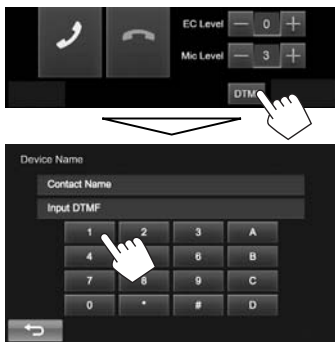 EC Level — 0 +
Mic Level — 3 +
DTM
Device Name
Contact Name
Input DTMF
1 2 3 A
4 6 B
7 8 9 C
0 * # D